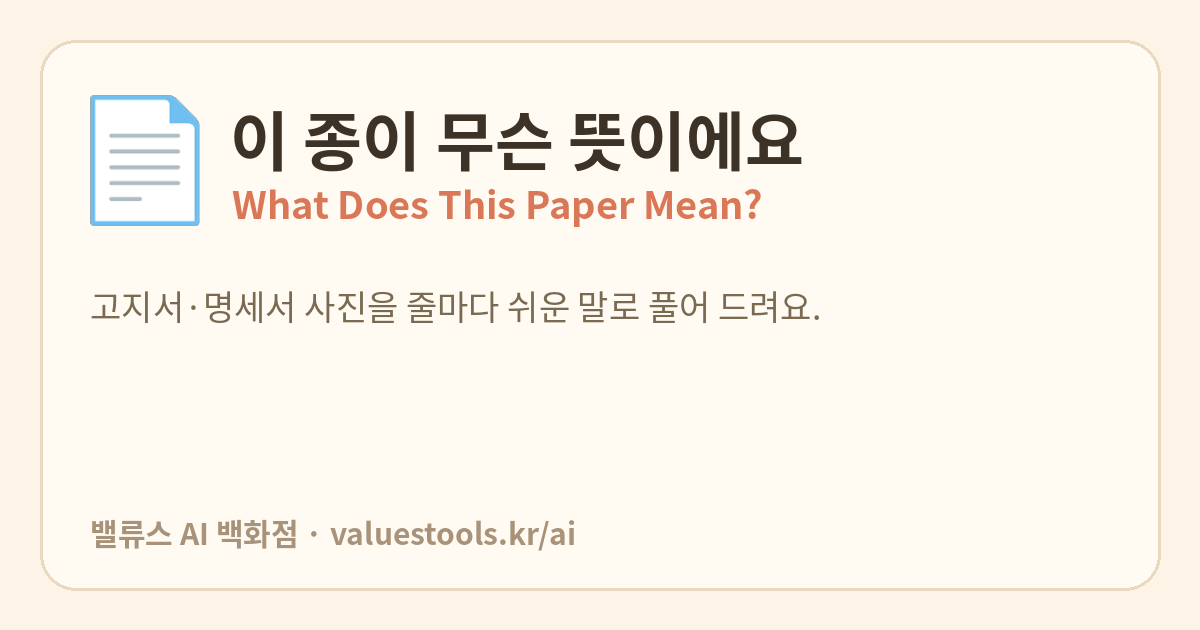 이 종이 무슨 뜻이에요
What Does This Paper Mean?
고지서·명세서 사진을 줄마다 쉬운 말로 풀어 드려요.
밸류스 AI 백화점 · valuestools.kr/ai